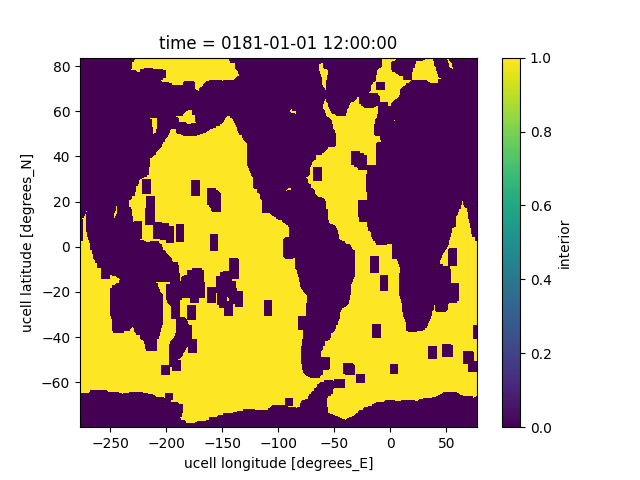 time = 0181-01-01 12:00:00
80
60
40
20
0
−20
−40
−60
ucell latitude [degrees_N]
−250 −200 −150 −100 −50 0 50
ucell longitude [degrees_E]
1.0
0.8
0.6
0.4
0.2
0.0
interior